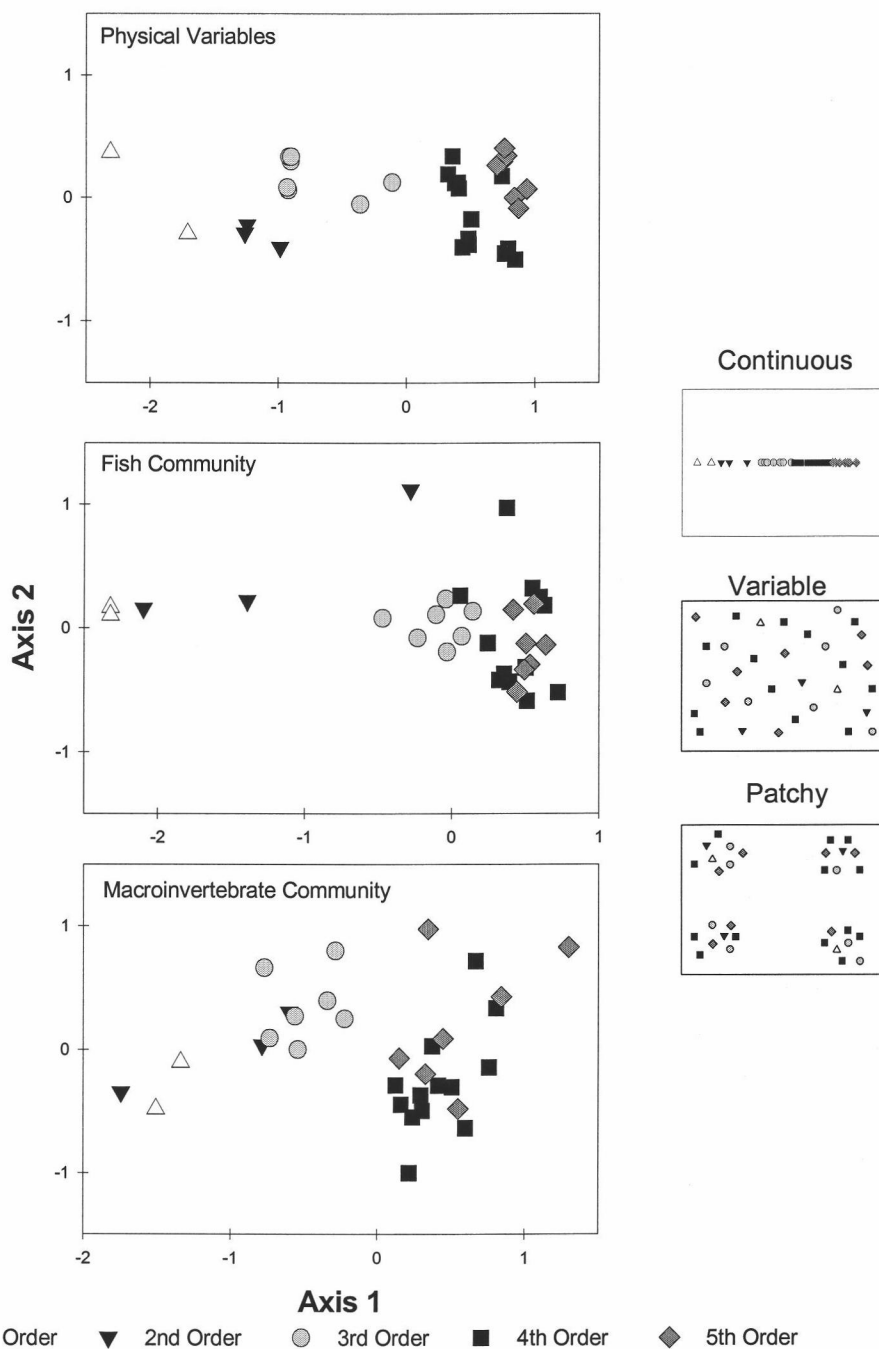 Physical Variables
1
0
-1
-2 -1 0 1
Fish Community
1
0
-1
-2 -1 0 1
Macroinvertebrate Community
1
0
-1
-2 -1 0 1
Axis 2
Axis 1
Continuous
Variable
Patchy
Order 2nd Order 3rd Order 4th Order 5th Order